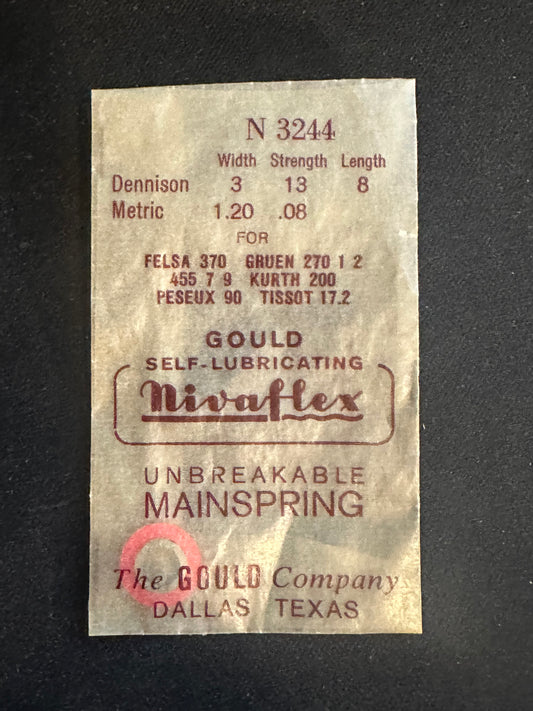 N 3244
Width Strength Length
Dennison 3 13 8
Metric 1.20 .08
FOR
FELSA 370 GRUEN 270 1 2
455 7 9 KURTH 200
PESEUX 90 TISSOT 17.2
GOULD
SELF-LUBRICATING
Nivaflex
UNBREAKABLE
MAINSPRING
The GOULD Company
DALLAS TEXAS